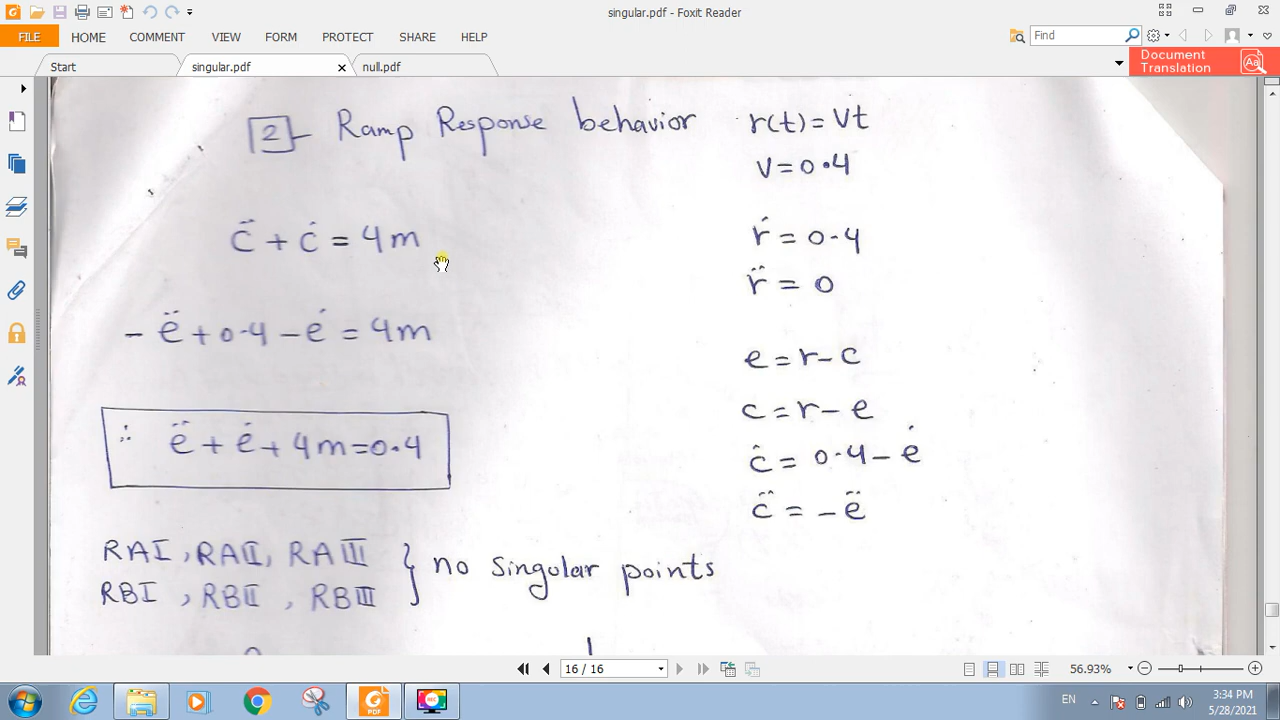 singular.pdf - Foxit Reader
FILE HOME COMMENT VIEW FORM PROTECT SHARE HELP
Find
Document Translation
Start singular.pdf null.pdf
2 - Ramp Response behavior r(t) = Vt
V = 0.4
c̈ + ċ = 4m
ṙ = 0.4
r̈ = 0
- ë + 0.4 - ė = 4m
e = r - c
c = r - e
∴ ë + ė + 4m = 0.4
ċ = 0.4 - ė
c̈ = - ë
RAI, RAII, RAIII
RBI, RBII, RBIII } no singular points
16 / 16
56.93%
EN
3:34 PM
5/28/2021